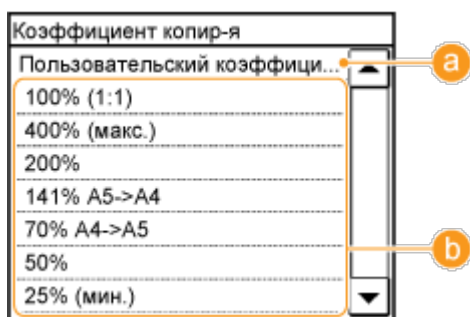 Коэффициент копир-я
Пользовательский коэффици...
a
100% (1:1)
400% (макс.)
200%
141% A5->A4
70% A4->A5
b
50%
25% (мин.)